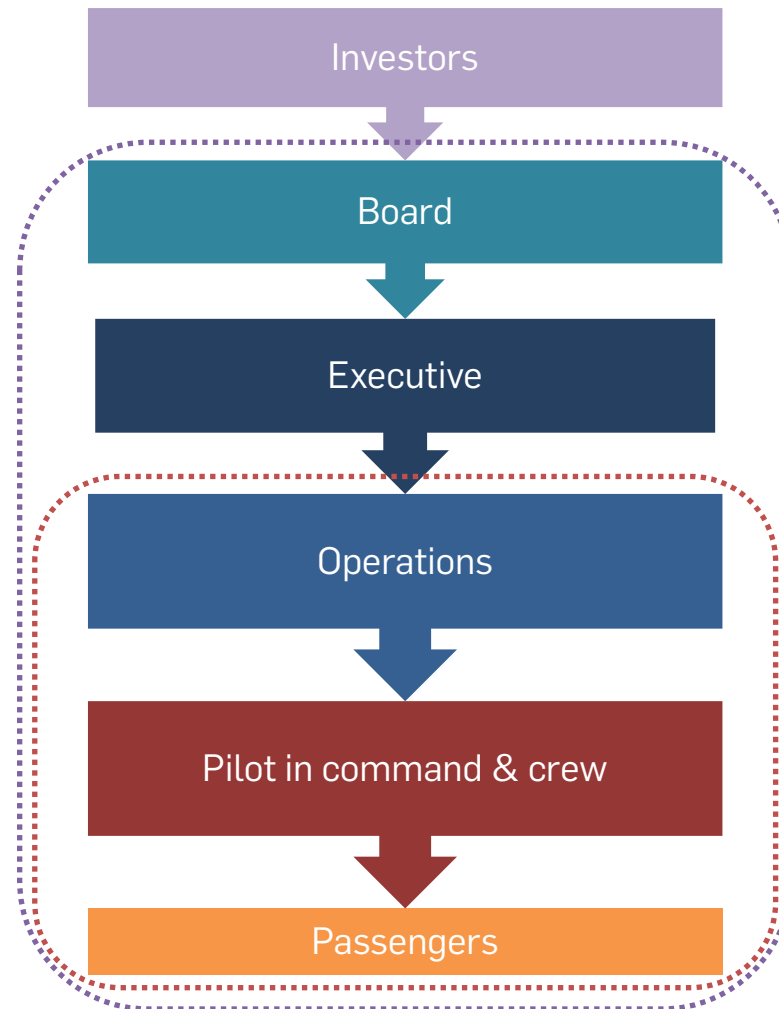 Investors
Board
Executive
Operations
Pilot in command & crew
Passengers